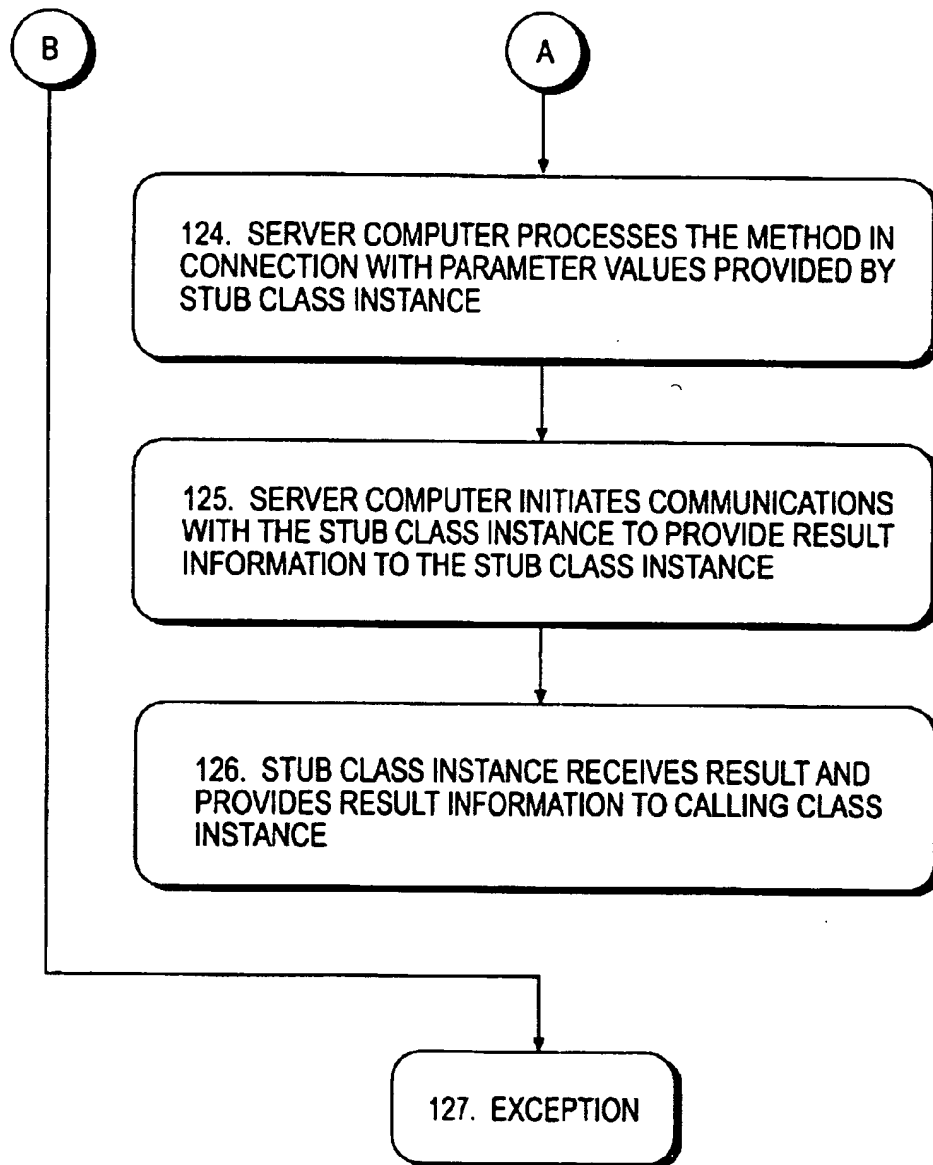 B
A
124. SERVER COMPUTER PROCESSES THE METHOD IN
CONNECTION WITH PARAMETER VALUES PROVIDED BY
STUB CLASS INSTANCE
125. SERVER COMPUTER INITIATES COMMUNICATIONS
WITH THE STUB CLASS INSTANCE TO PROVIDE RESULT
INFORMATION TO THE STUB CLASS INSTANCE
126. STUB CLASS INSTANCE RECEIVES RESULT AND
PROVIDES RESULT INFORMATION TO CALLING CLASS
INSTANCE
127. EXCEPTION